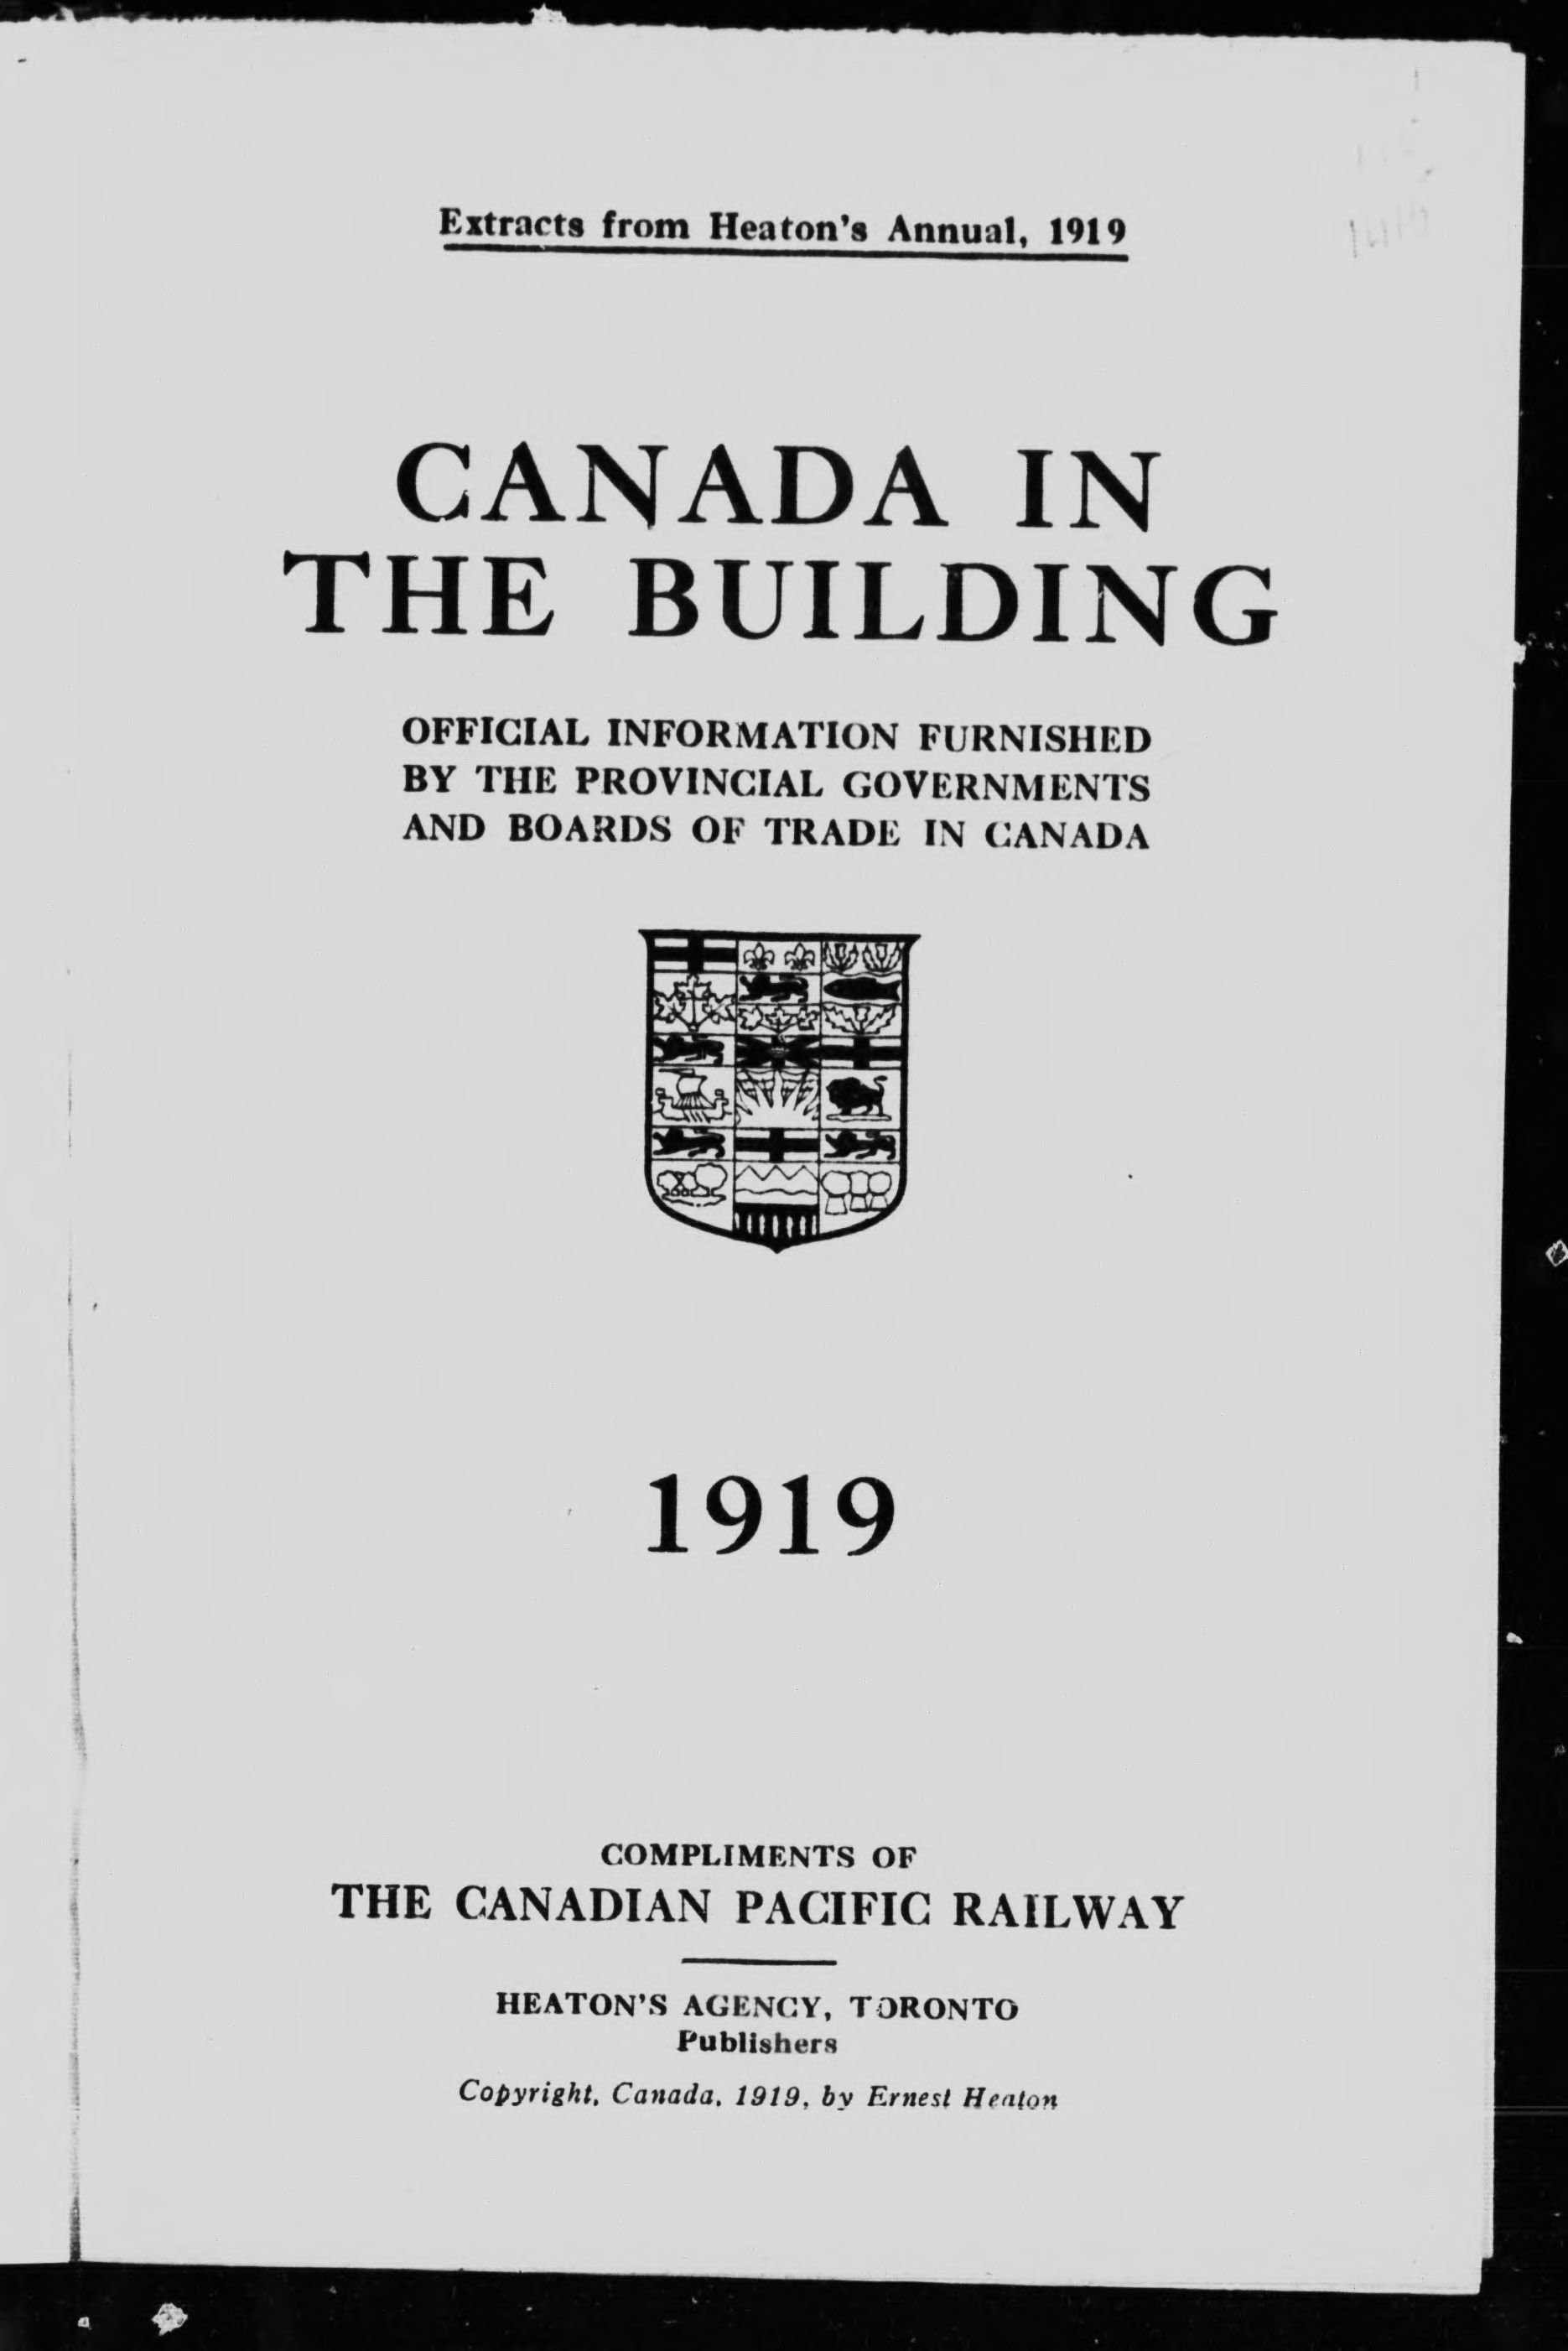 Extracts from Heaton's Annual, 1919
CANADA IN
THE BUILDING
OFFICIAL INFORMATION FURNISHED
BY THE PROVINCIAL GOVERNMENTS
AND BOARDS OF TRADE IN CANADA
1919
COMPLIMENTS OF
THE CANADIAN PACIFIC RAILWAY
HEATON'S AGENCY, TORONTO
Publishers
Copyright, Canada, 1919, by Ernest Heaton